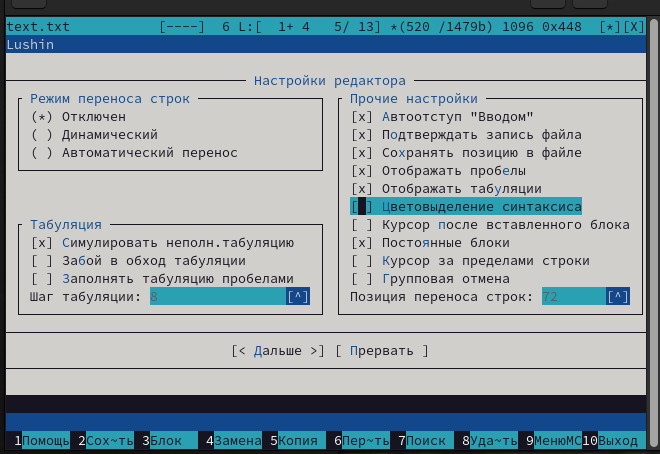 text.txt [----] 6 L:[ 1+ 4 5/ 13] *(520 /1479b) 1096 0x448 [*][X]
Lushin
Настройки редактора
Режим переноса строк
(*) Отключен
( ) Динамический
( ) Автоматический перенос
Табуляция
[x] Симулировать неполн.табуляцию
[ ] Забой в обход табуляции
[ ] Заполнять табуляцию пробелами
Шаг табуляции: 8 [^]
Прочие настройки
[x] Автоотступ "Вводом"
[x] Подтверждать запись файла
[x] Сохранять позицию в файле
[x] Отображать пробелы
[x] Отображать табуляции
[ ] Цветовыделение синтаксиса
[ ] Курсор после вставленного блока
[x] Постоянные блоки
[ ] Курсор за пределами строки
[ ] Групповая отмена
Позиция переноса строк: 72 [^]
[< Дальше >] [ Прервать ]
1Помощь 2Сох~ть 3Блок 4Замена 5Копия 6Пер~ть 7Поиск 8Уда~ть 9МенюMC 10Выход